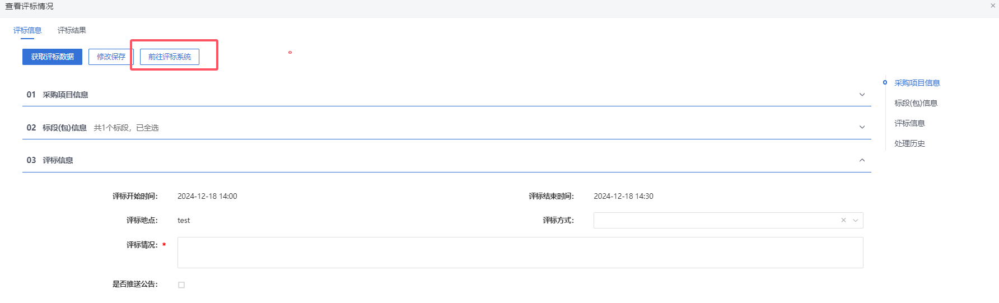 查看评标情况
评标信息 评标结果
获取评标数据 修改保存 前往评标系统
01 采购项目信息
02 标段(包)信息 共1个标段，已全选
03 评标信息
评标开始时间： 2024-12-18 14:00 评标结束时间： 2024-12-18 14:30
评标地点： test 评标方式：
评标情况： *
是否推送公告：
采购项目信息
标段(包)信息
评标信息
处理历史